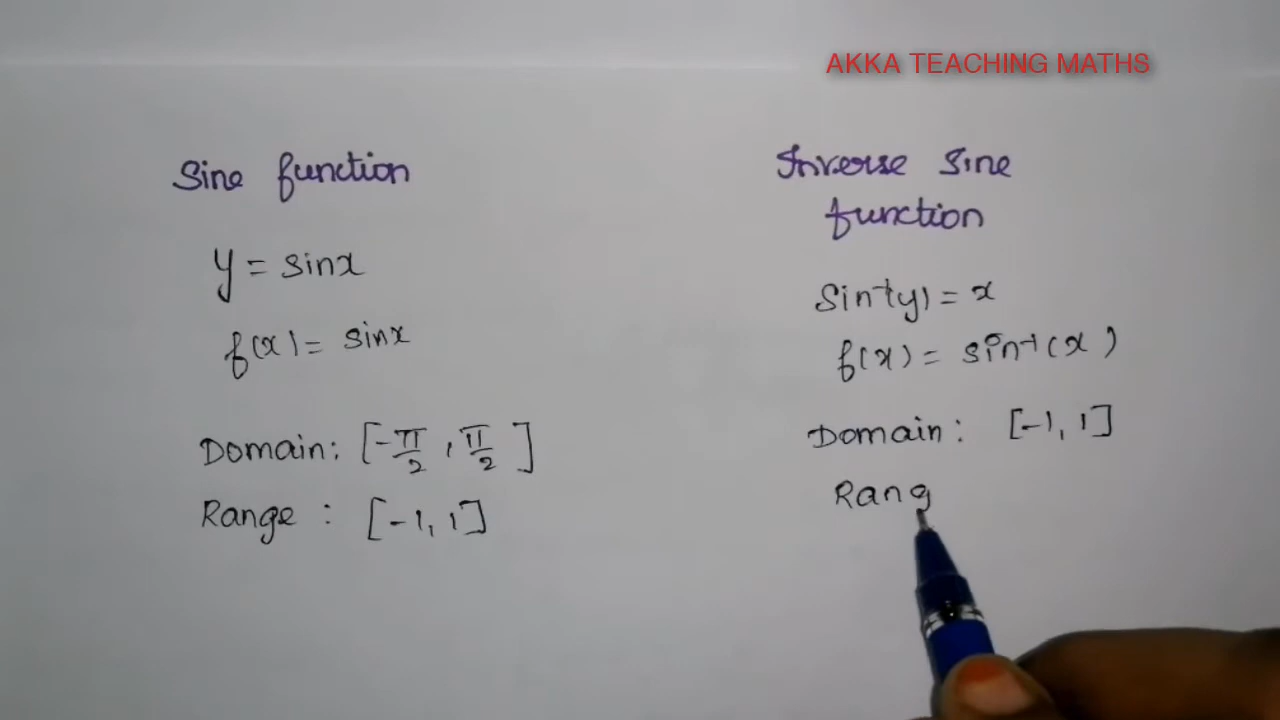 AKKA TEACHING MATHS
Sine function
y = sinx
f(x) = sinx
Domain: [-π/2, π/2]
Range : [-1, 1]
Inverse Sine
function
Sin⁻¹(y) = x
f(x) = sin⁻¹(x)
Domain: [-1, 1]
Rang